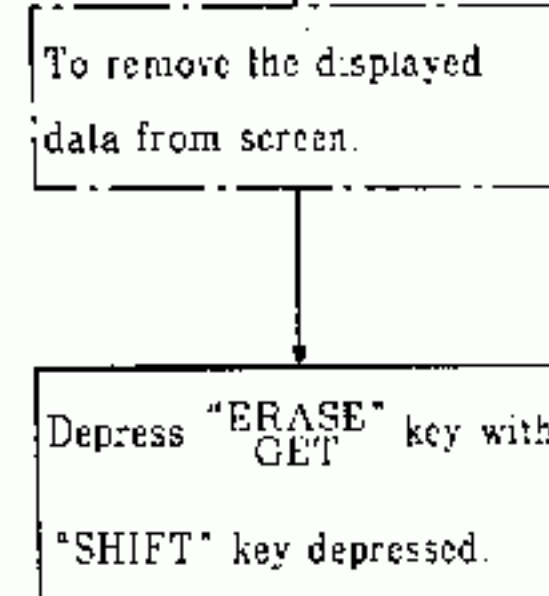 To remove the displayed
data from screen.
Depress "ERASE" key with
GET
"SHIFT" key depressed.